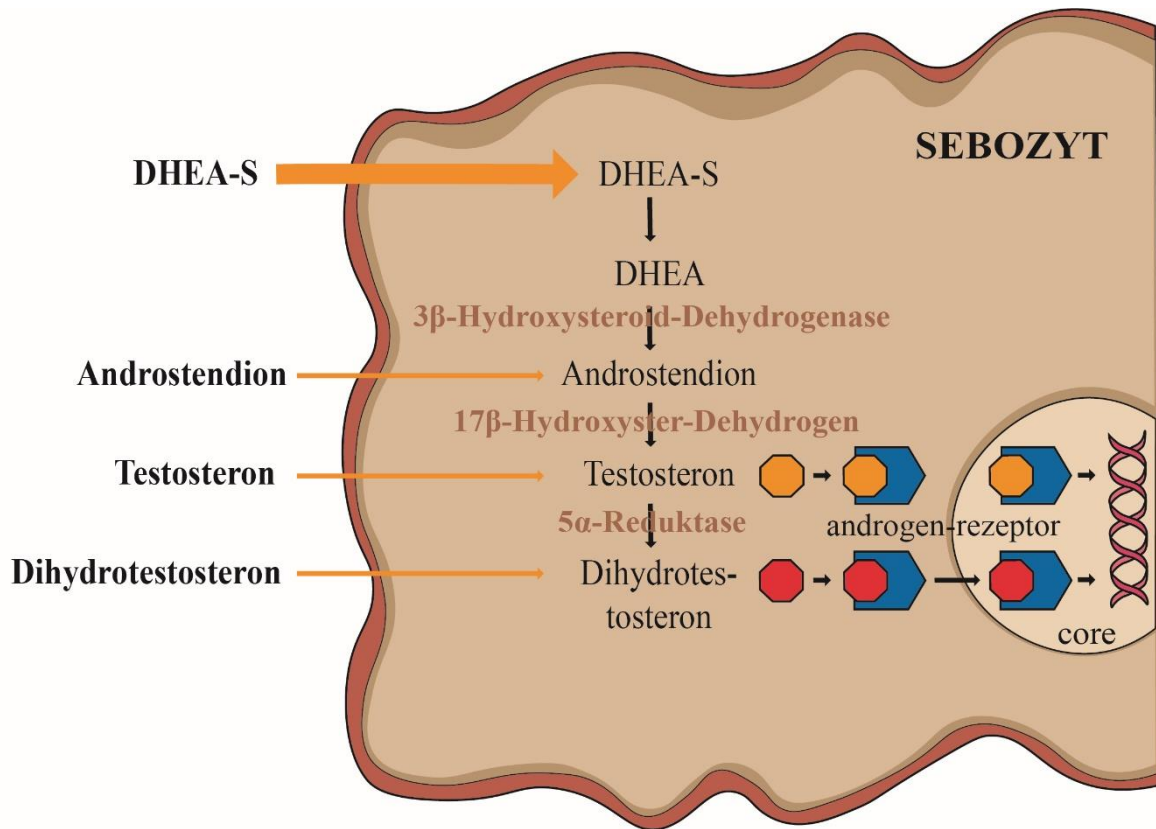 SEBOZYT
DHEA-S
DHEA-S
DHEA
3β-Hydroxysteroid-Dehydrogenase
Androstendion
Androstendion
17β-Hydroxyster-Dehydrogen
Testosteron
Testosteron
5α-Reduktase
androgen-rezeptor
Dihydrotestosteron
Dihydrotes-
tosteron
core